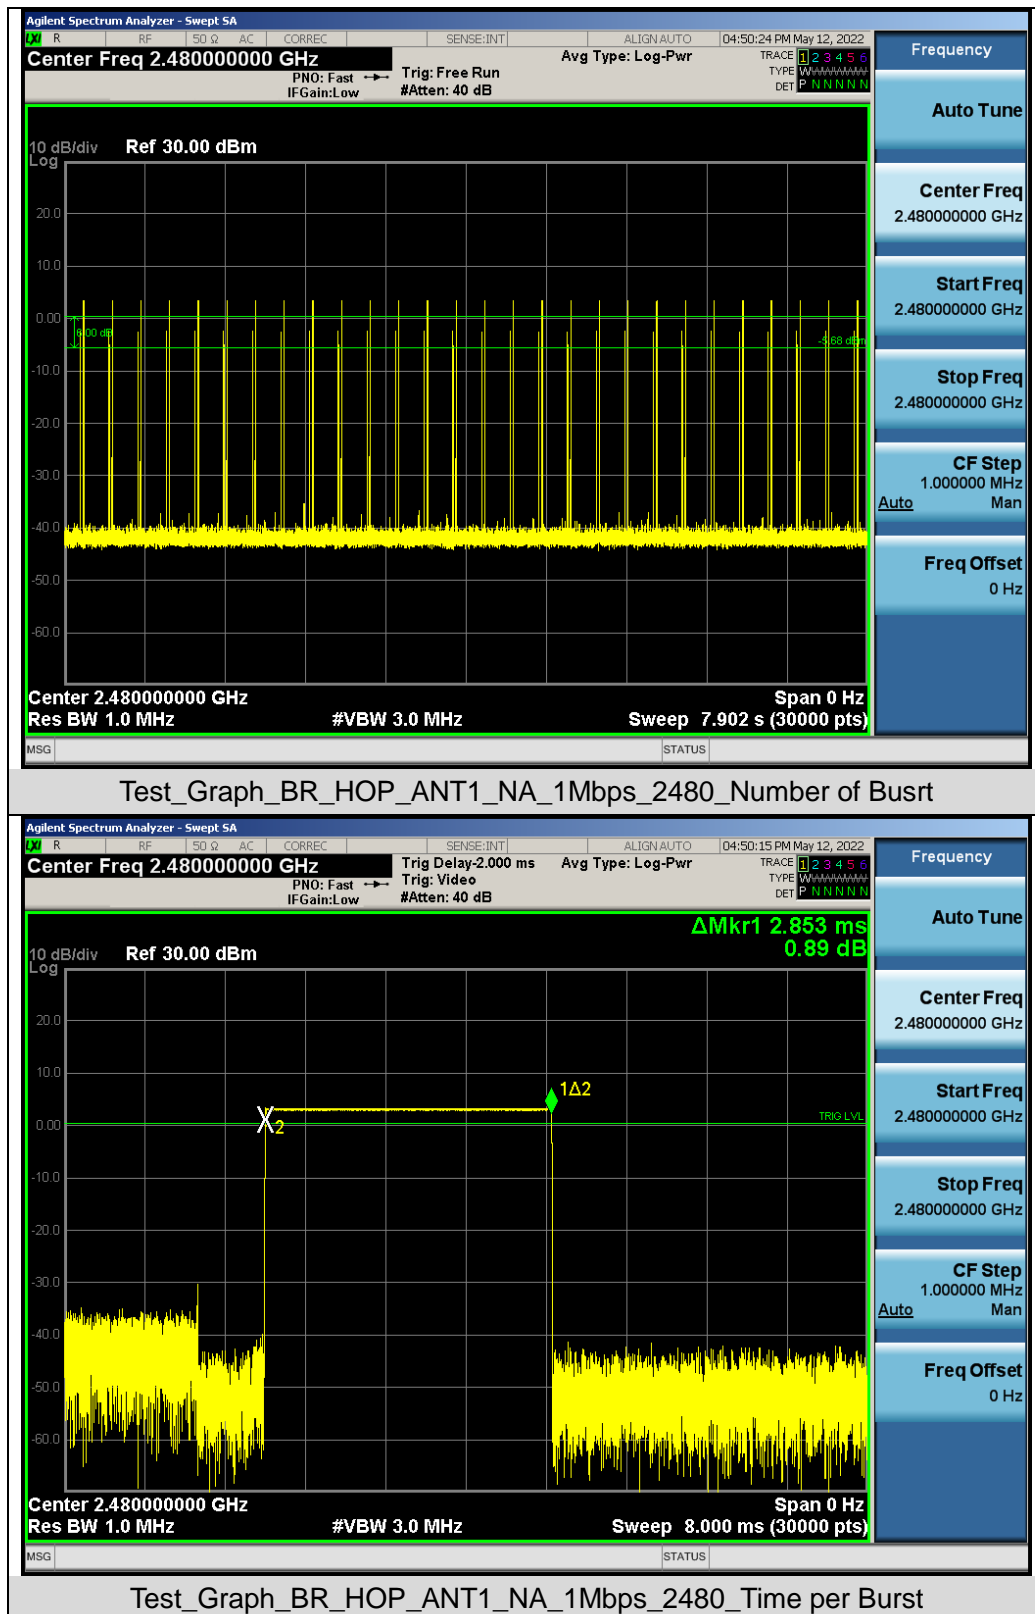 Agilent Spectrum Analyzer - Swept SA
LXI R RF 50 Ω AC CORREC SENSE:INT ALIGN AUTO 04:50:24 PM May 12, 2022
Center Freq 2.480000000 GHz Avg Type: Log-Pwr TRACE 1 2 3 4 5 6
PNO: Fast Trig: Free Run TYPE
IFGain:Low #Atten: 40 dB DET P N N N N N
Frequency
Auto Tune
Center Freq
2.480000000 GHz
Start Freq
2.480000000 GHz
Stop Freq
2.480000000 GHz
CF Step
1.000000 MHz
Auto Man
Freq Offset
0 Hz
10 dB/div Ref 30.00 dBm
Log
20.0
10.0
0.00
6.00 dB
-5.68 dBm
-10.0
-20.0
-30.0
-40.0
-50.0
-60.0
Center 2.480000000 GHz Span 0 Hz
Res BW 1.0 MHz #VBW 3.0 MHz Sweep 7.902 s (30000 pts)
MSG STATUS
Test_Graph_BR_HOP_ANT1_NA_1Mbps_2480_Number of Busrt
Agilent Spectrum Analyzer - Swept SA
LXI R RF 50 Ω AC CORREC SENSE:INT ALIGN AUTO 04:50:15 PM May 12, 2022
Center Freq 2.480000000 GHz Trig Delay-2.000 ms Avg Type: Log-Pwr TRACE 1 2 3 4 5 6
PNO: Fast Trig: Video TYPE
IFGain:Low #Atten: 40 dB DET P N N N N N
Frequency
Auto Tune
Center Freq
2.480000000 GHz
Start Freq
2.480000000 GHz
Stop Freq
2.480000000 GHz
CF Step
1.000000 MHz
Auto Man
Freq Offset
0 Hz
ΔMkr1 2.853 ms
0.89 dB
10 dB/div Ref 30.00 dBm
Log
20.0
10.0
1Δ2
2
TRIG LVL
0.00
-10.0
-20.0
-30.0
-40.0
-50.0
-60.0
Center 2.480000000 GHz Span 0 Hz
Res BW 1.0 MHz #VBW 3.0 MHz Sweep 8.000 ms (30000 pts)
MSG STATUS
Test_Graph_BR_HOP_ANT1_NA_1Mbps_2480_Time per Burst